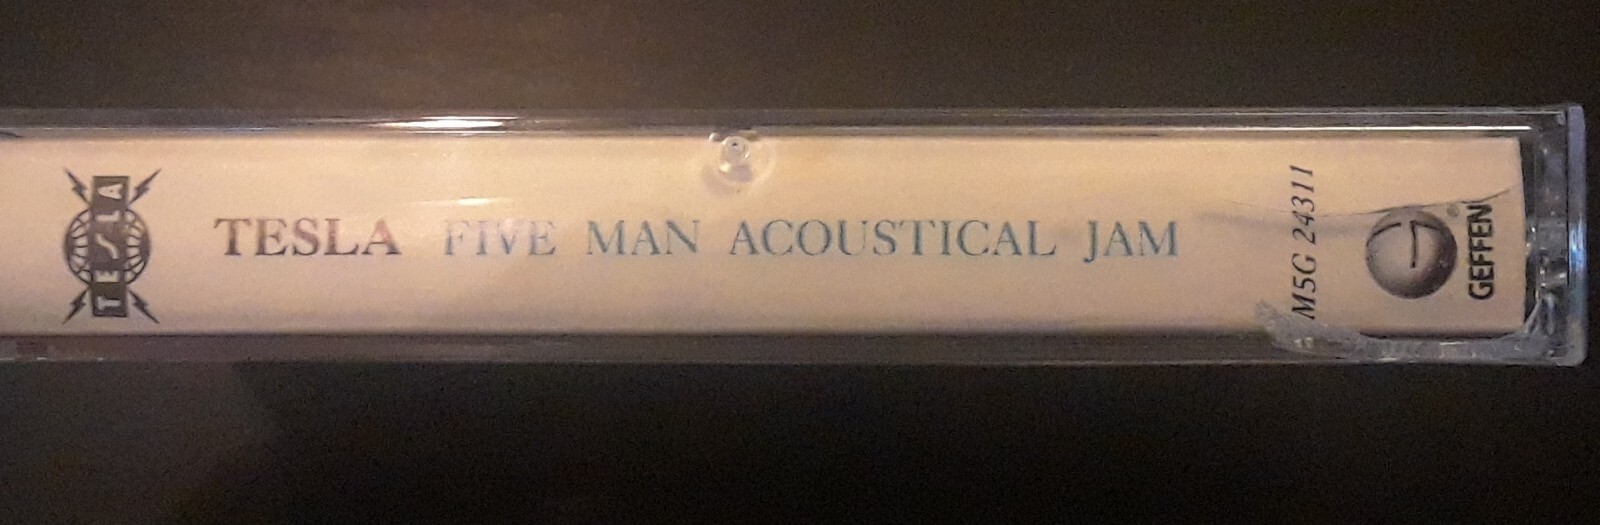 TESLA
TESLA FIVE MAN ACOUSTICAL JAM
M5G 24311
GEFFEN